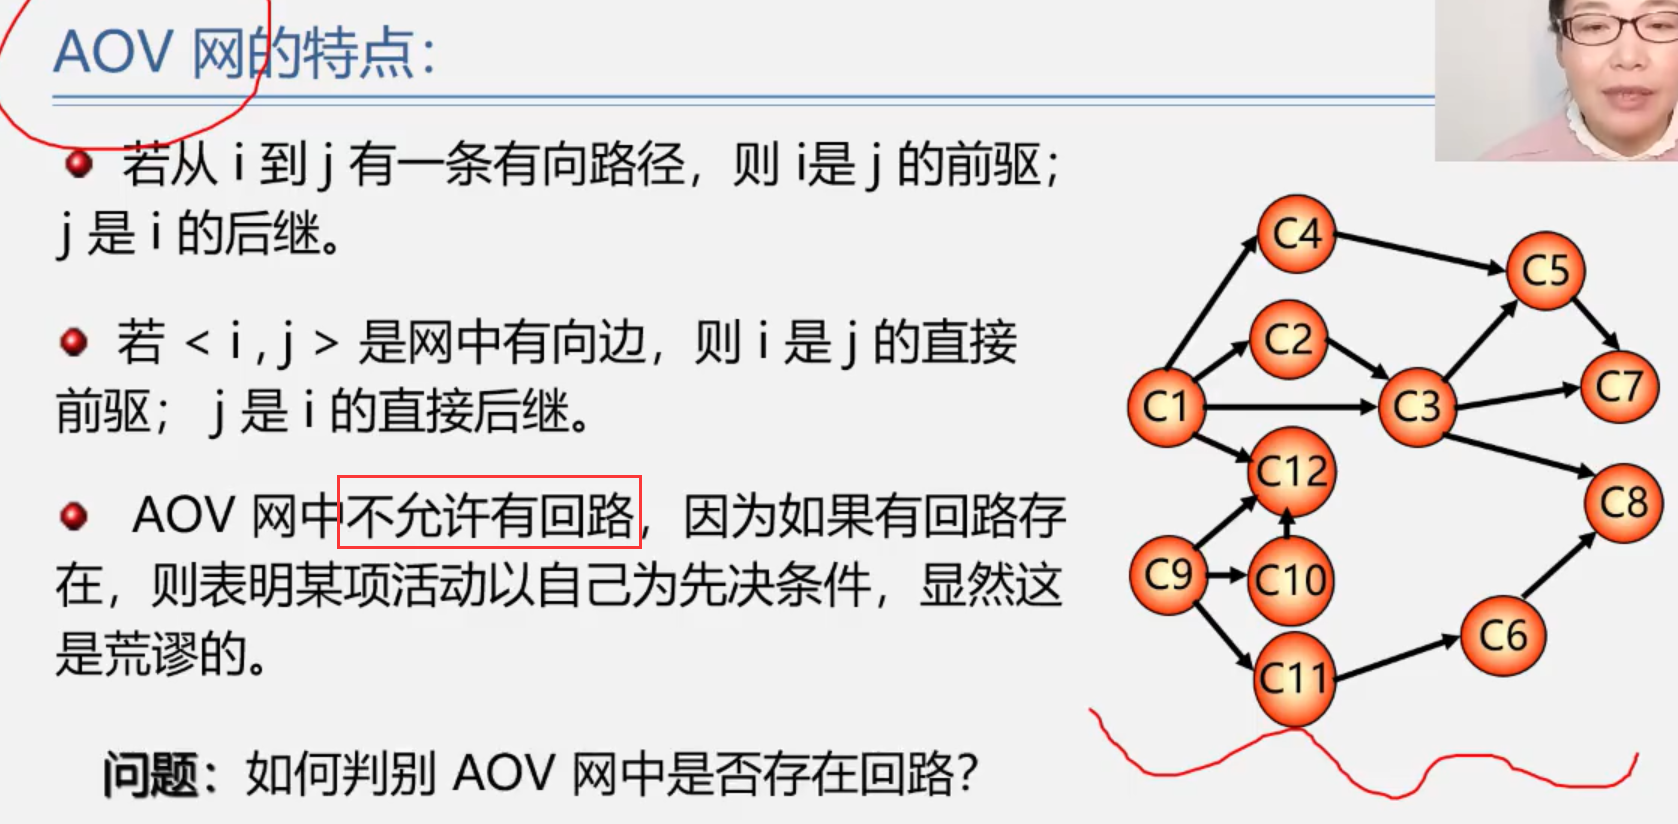 AOV 网的特点：
若从 i 到 j 有一条有向路径，则 i是 j 的前驱；
j 是 i 的后继。
若 < i , j > 是网中有向边，则 i 是 j 的直接
前驱； j 是 i 的直接后继。
AOV 网中不允许有回路，因为如果有回路存
在，则表明某项活动以自己为先决条件，显然这
是荒谬的。
问题：如何判别 AOV 网中是否存在回路？
C4
C5
C2
C7
C1
C3
C12
C8
C9
C10
C6
C11